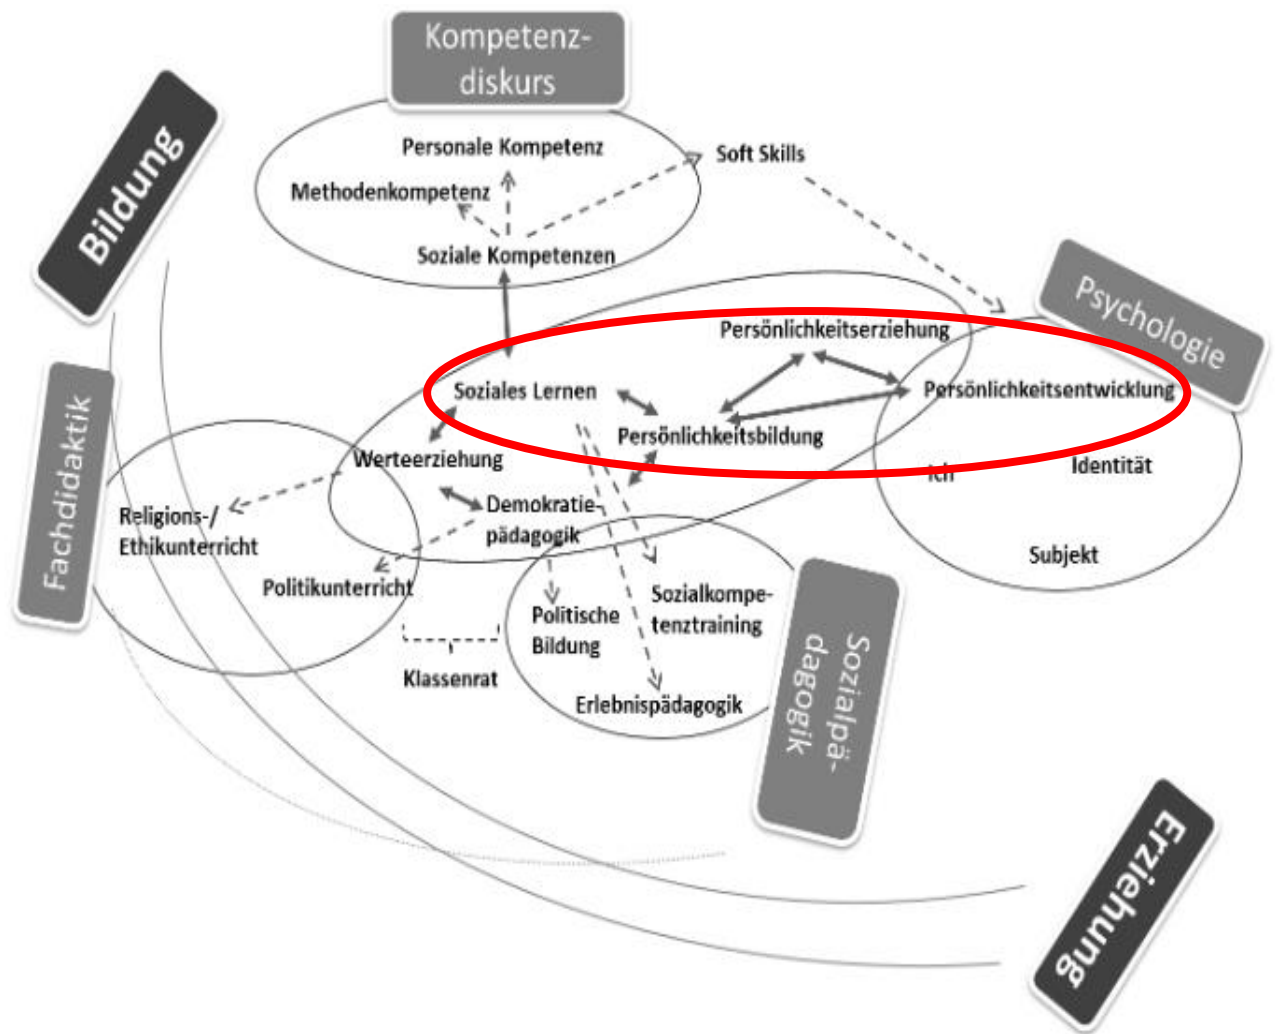 Kompetenz-
diskurs
Bildung
Personale Kompetenz
Soft Skills
Methodenkompetenz
Soziale Kompetenzen
Psychologie
Persönlichkeitserziehung
Soziales Lernen
Persönlichkeitsentwicklung
Persönlichkeitsbildung
Fachdidaktik
Werteerziehung
Ich
Identität
Religions-/
Ethikunterricht
Demokratie-
pädagogik
Subjekt
Politikunterricht
Politische
Bildung
Sozialkompe-
tenztraining
Klassenrat
Erlebnispädagogik
Sozialpä-
dagogik
Erziehung